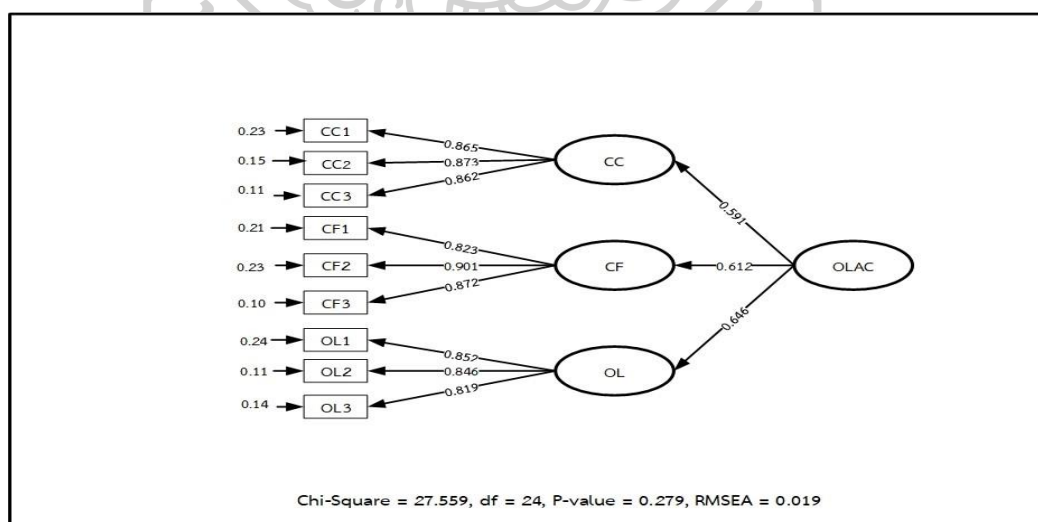 0.23 CC1 0.865
0.15 CC2 0.873 CC
0.11 CC3 0.862
0.591
0.21 CF1 0.823
0.23 CF2 0.901 CF 0.612 OLAC
0.10 CF3 0.872
0.646
0.24 OL1 0.852
0.11 OL2 0.846 OL
0.14 OL3 0.819
Chi-Square = 27.559, df = 24, P-value = 0.279, RMSEA = 0.019